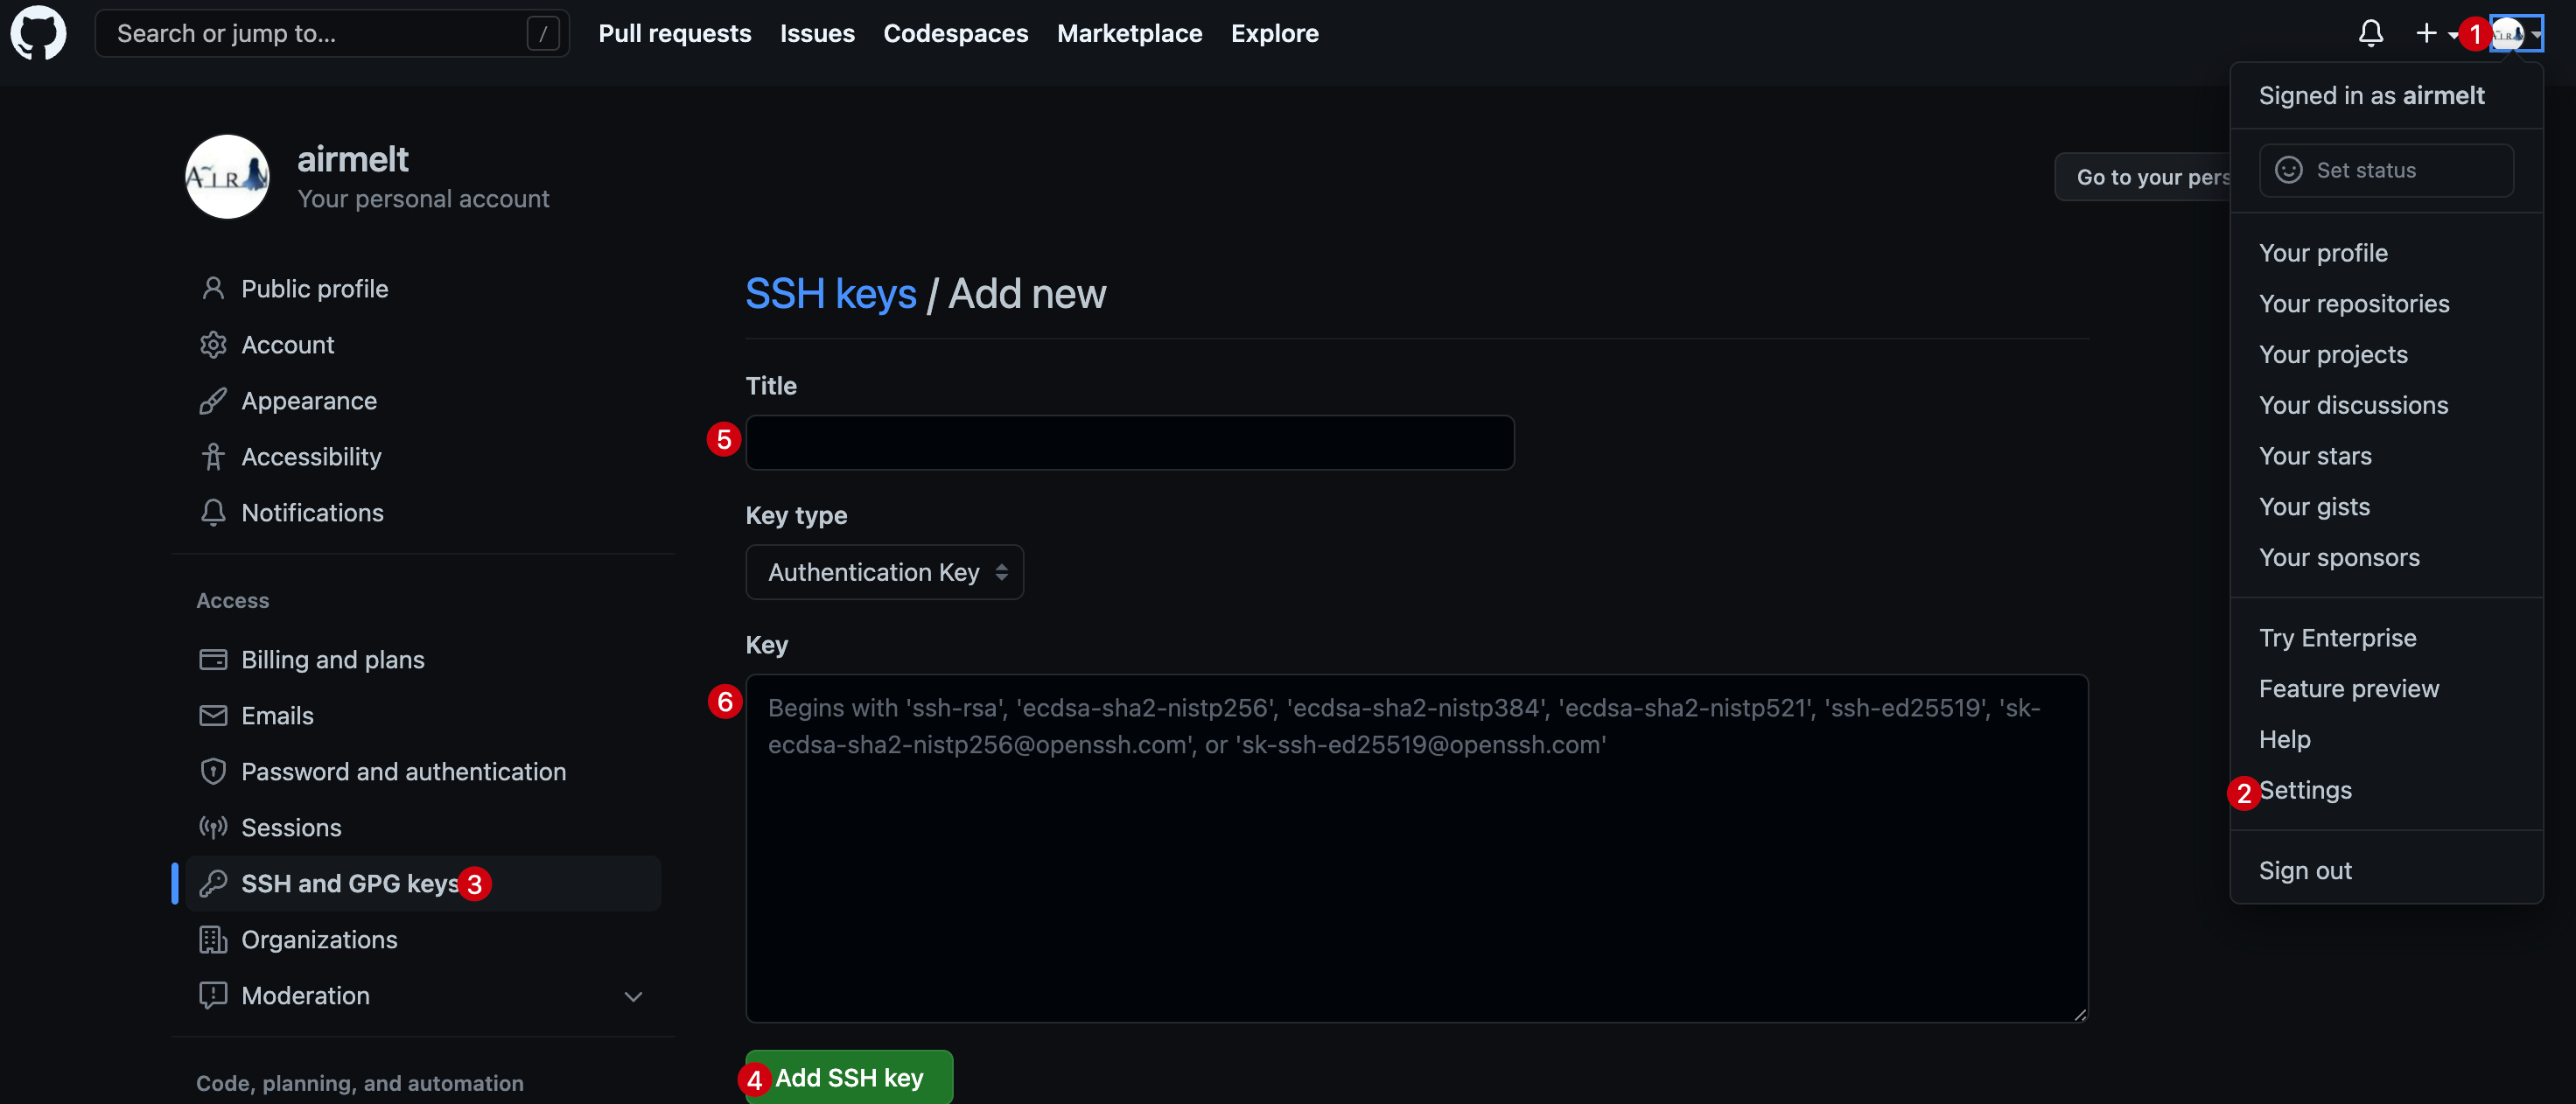 Search or jump to...
/
Pull requests
Issues
Codespaces
Marketplace
Explore
1
Signed in as airmelt
Set status
Your profile
Your repositories
Your projects
Your discussions
Your stars
Your gists
Your sponsors
Try Enterprise
Feature preview
Help
2 Settings
Sign out
AIR
airmelt
Your personal account
Go to your pers
Public profile
Account
Appearance
Accessibility
Notifications
Access
Billing and plans
Emails
Password and authentication
Sessions
SSH and GPG keys 3
Organizations
Moderation
Code, planning, and automation
SSH keys / Add new
Title
5
Key type
Authentication Key
Key
6
Begins with 'ssh-rsa', 'ecdsa-sha2-nistp256', 'ecdsa-sha2-nistp384', 'ecdsa-sha2-nistp521', 'ssh-ed25519', 'sk-
ecdsa-sha2-nistp256@openssh.com', or 'sk-ssh-ed25519@openssh.com'
4 Add SSH key